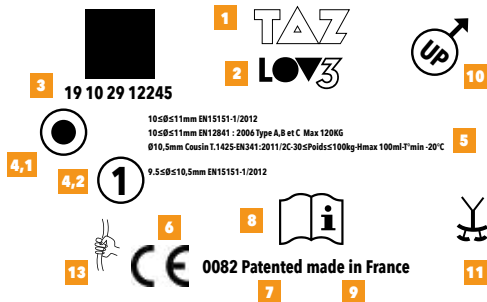 1 TAZ
2 LOV3
UP
10
3 19 10 29 12245
10≤Ø≤11mm EN15151-1/2012
10≤Ø≤11mm EN12841 : 2006 Type A,B et C Max 120KG
Ø10,5mm Cousin T.1425-EN341:2011/2C-30≤Poids≤100kg-Hmax 100ml-T°min -20°C
5
4,1
4,2 1 9.5≤Ø≤10,5mm EN15151-1/2012
8 i
6
13 CE 0082 Patented made in France
11
7 9